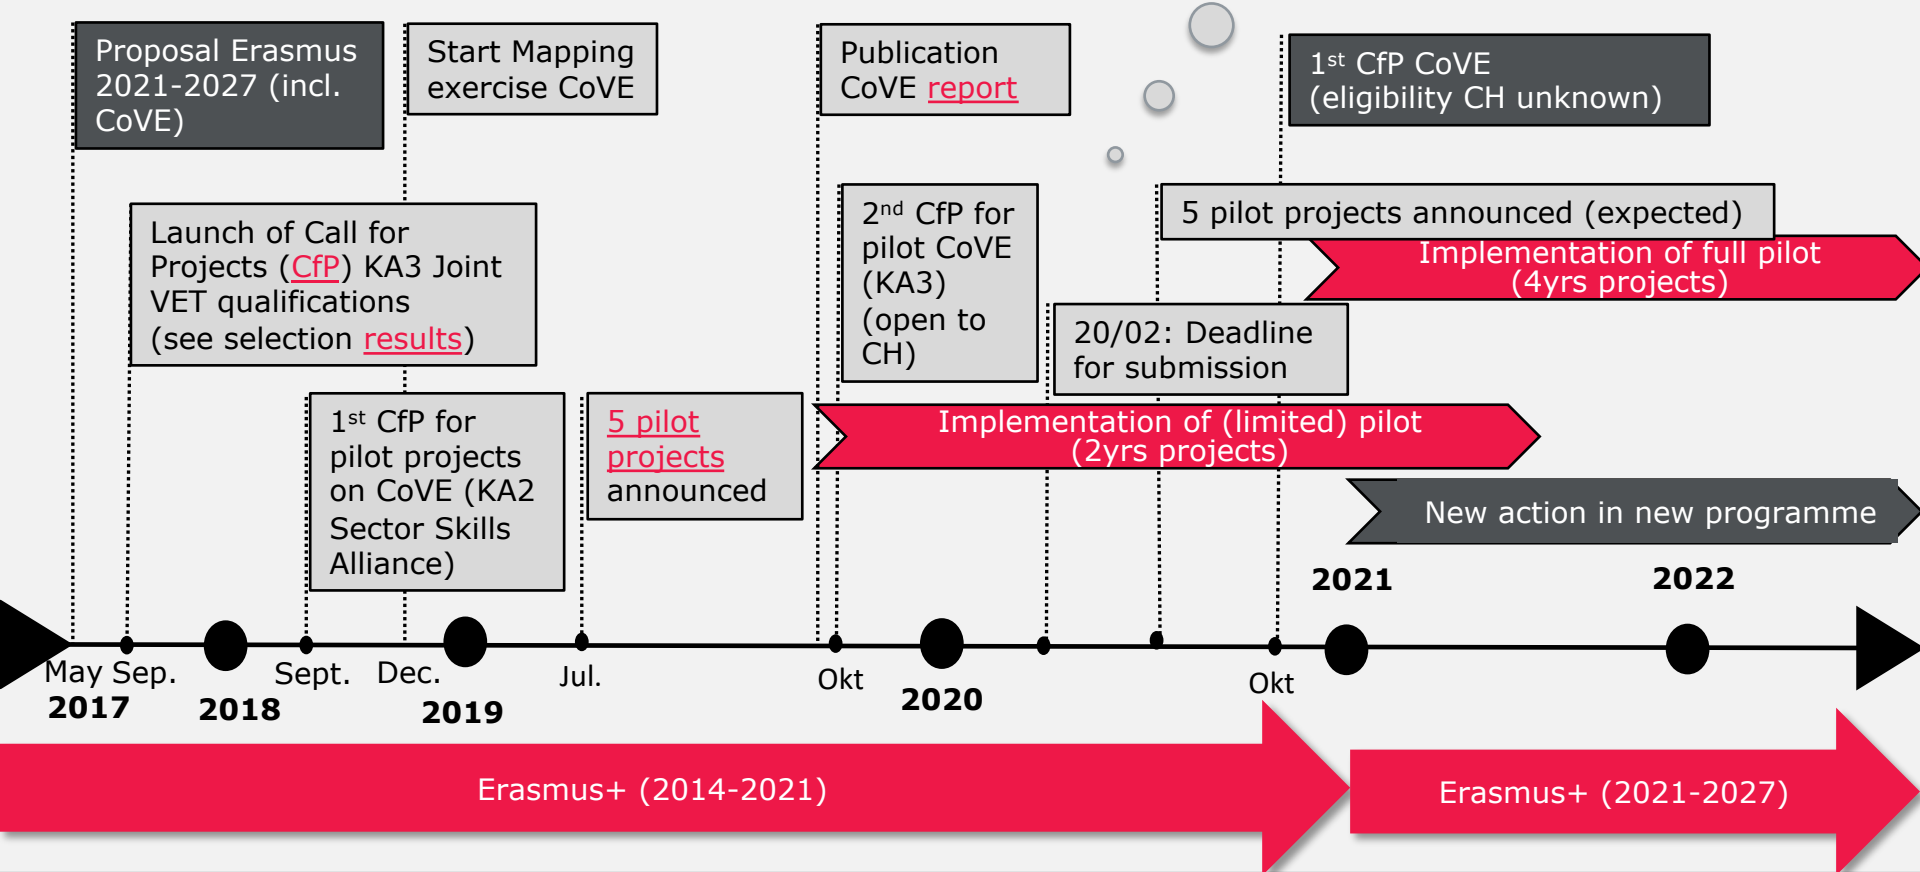 Proposal Erasmus
2021-2027 (incl.
CoVE)
Start Mapping
exercise CoVE
Publication
CoVE report
1st CfP CoVE
(eligibility CH unknown)
Launch of Call for
Projects (CfP) KA3 Joint
VET qualifications
(see selection results)
2nd CfP for
pilot CoVE
(KA3)
(open to
CH)
5 pilot projects announced (expected)
Implementation of full pilot
(4yrs projects)
20/02: Deadline
for submission
1st CfP for
pilot projects
on CoVE (KA2
Sector Skills
Alliance)
5 pilot
projects
announced
Implementation of (limited) pilot
(2yrs projects)
New action in new programme
2021
2022
May Sep.
Sept.
Dec.
Jul.
Okt
Okt
2017
2018
2019
2020
Erasmus+ (2014-2021)
Erasmus+ (2021-2027)